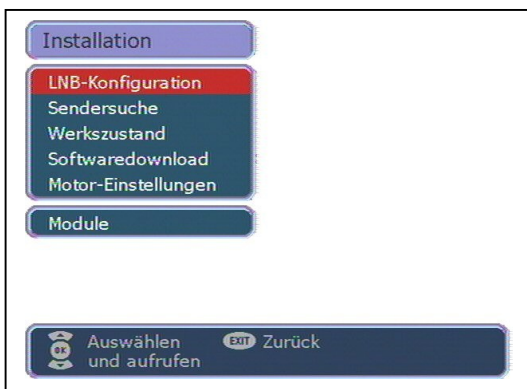 Installation
LNB-Konfiguration
Sendersuche
Werkszustand
Softwaredownload
Motor-Einstellungen
Module
OK Auswählen EXIT Zurück
und aufrufen